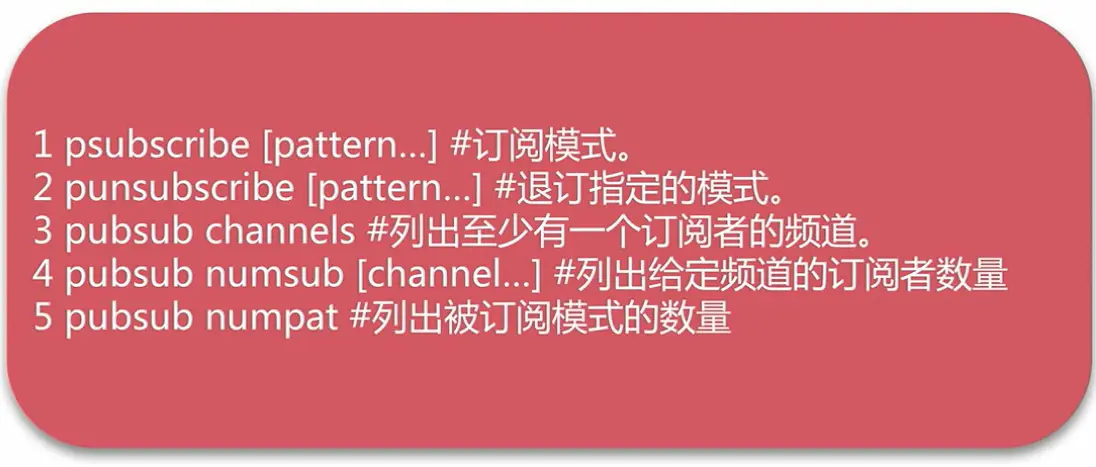 1 psubscribe [pattern...] #订阅模式。
2 punsubscribe [pattern...] #退订指定的模式。
3 pubsub channels #列出至少有一个订阅者的频道。
4 pubsub numsub [channel...] #列出给定频道的订阅者数量
5 pubsub numpat #列出被订阅模式的数量